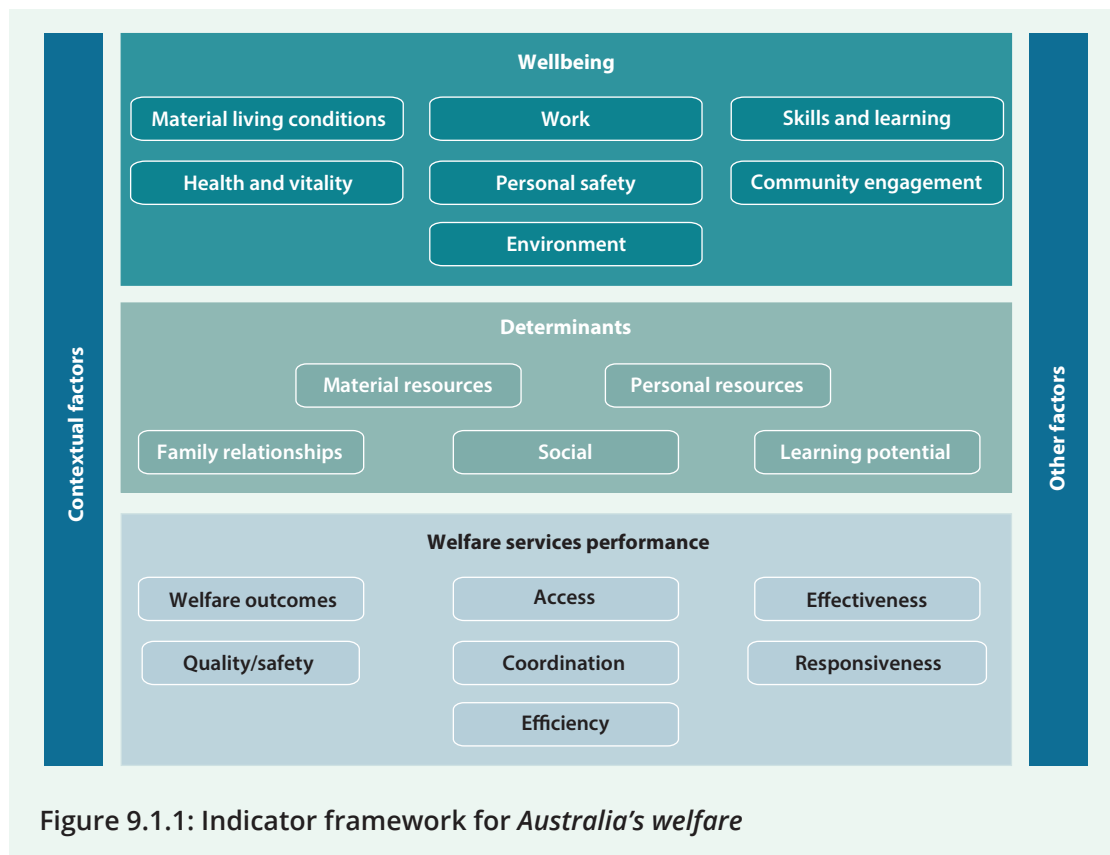 Contextual factors
Wellbeing
Material living conditions
Work
Skills and learning
Health and vitality
Personal safety
Community engagement
Environment
Determinants
Material resources
Personal resources
Family relationships
Social
Learning potential
Welfare services performance
Welfare outcomes
Access
Effectiveness
Quality/safety
Coordination
Responsiveness
Efficiency
Other factors
Figure 9.1.1: Indicator framework for Australia's welfare